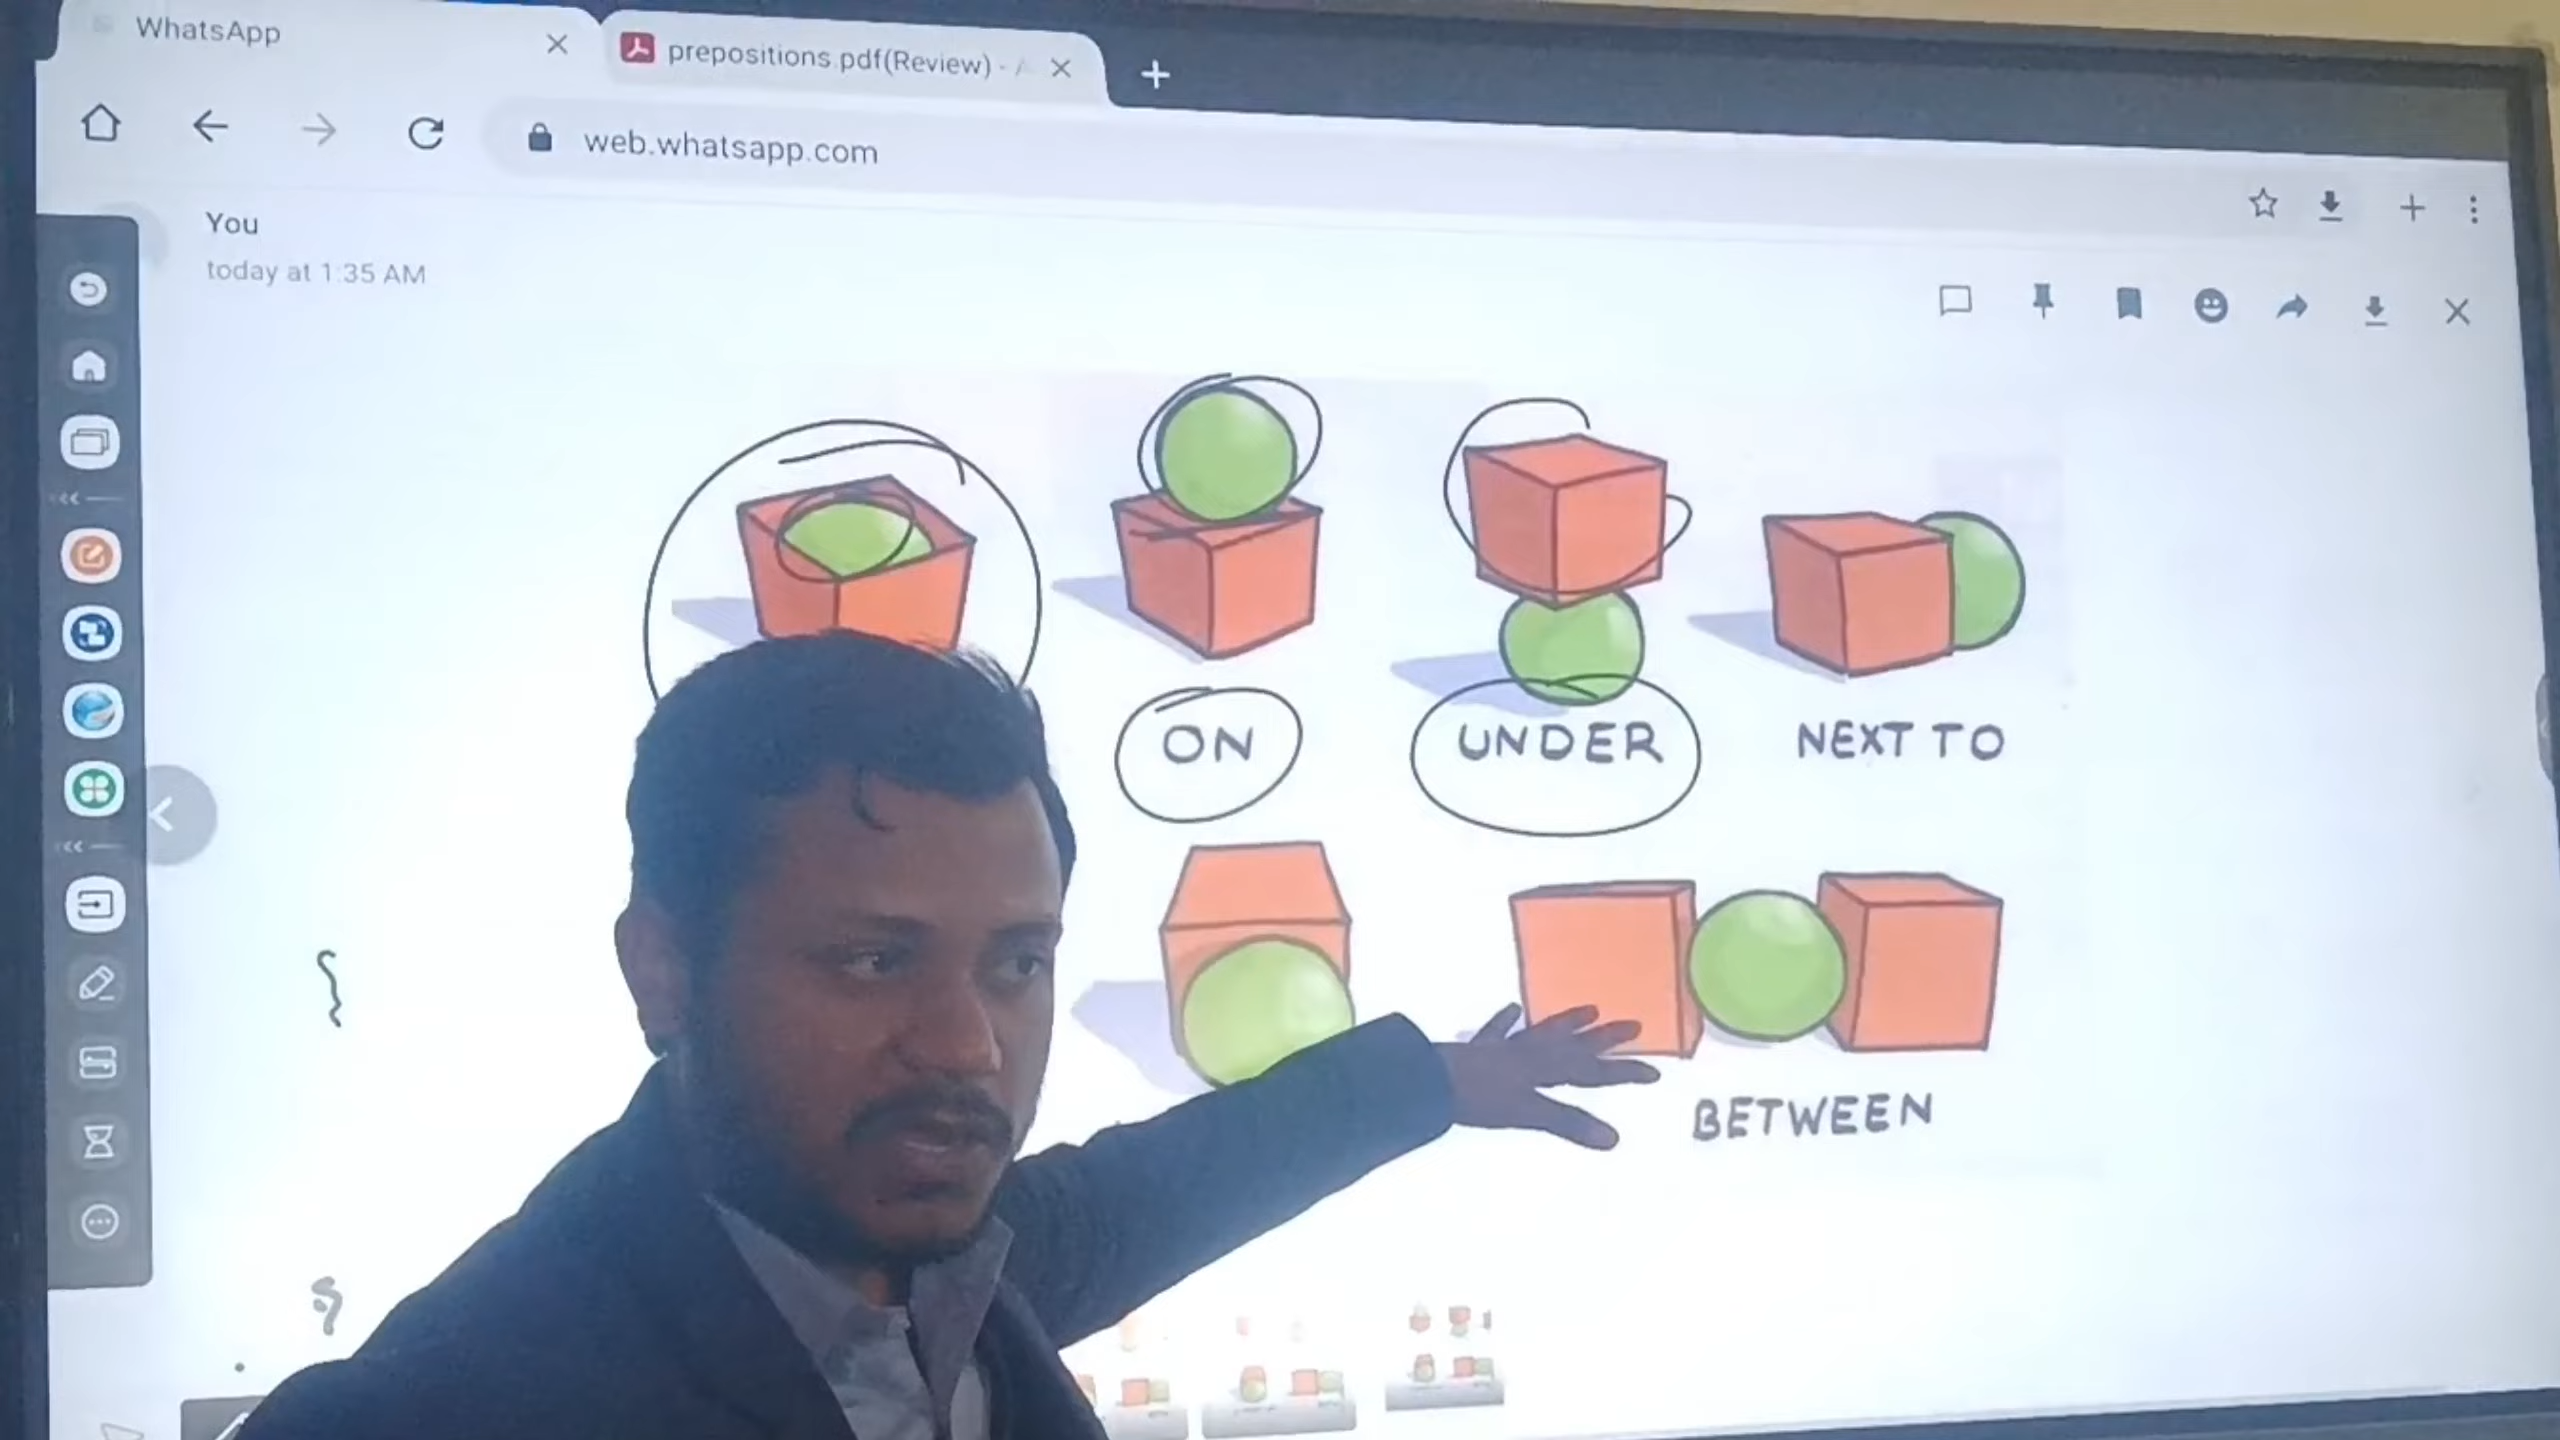 WhatsApp
prepositions.pdf(Review) -
web.whatsapp.com
You
today at 1:35 AM
ON UNDER NEXT TO
BETWEEN